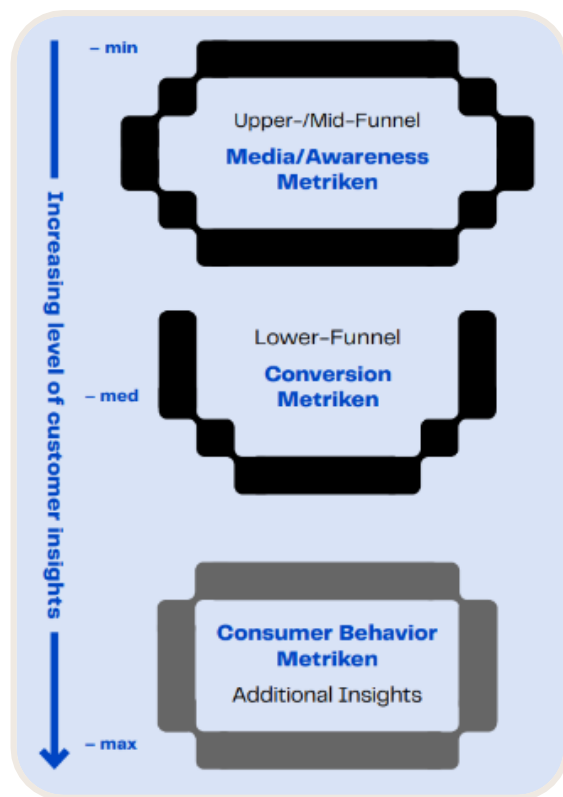 – min
Upper-/Mid-Funnel
Media/Awareness
Metriken
Increasing level of customer insights
Lower-Funnel
Conversion
Metriken
– med
Consumer Behavior
Metriken
Additional Insights
– max